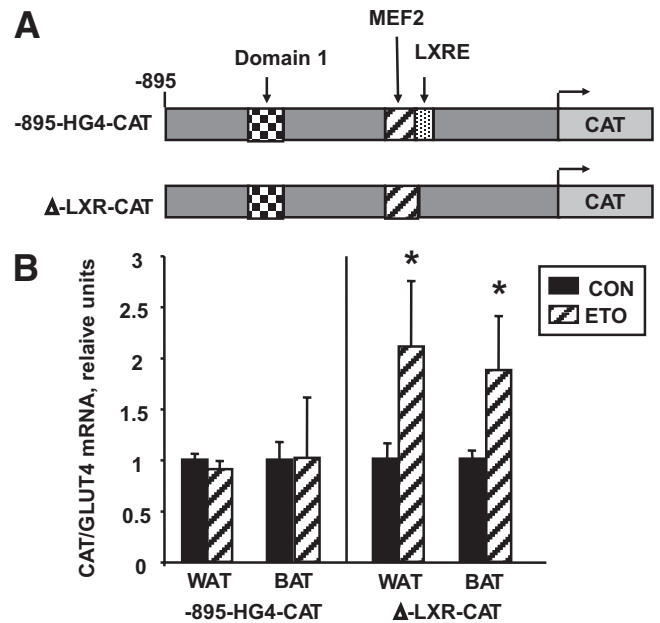 A
MEF2
Domain 1
LXRE
-895
-895-HG4-CAT
CAT
Δ-LXR-CAT
CAT
B
CAT/GLUT4 mRNA, relaive units
3
2.5
2
1.5
1
0.5
0
*
*
CON
ETO
WAT BAT WAT BAT
-895-HG4-CAT Δ-LXR-CAT